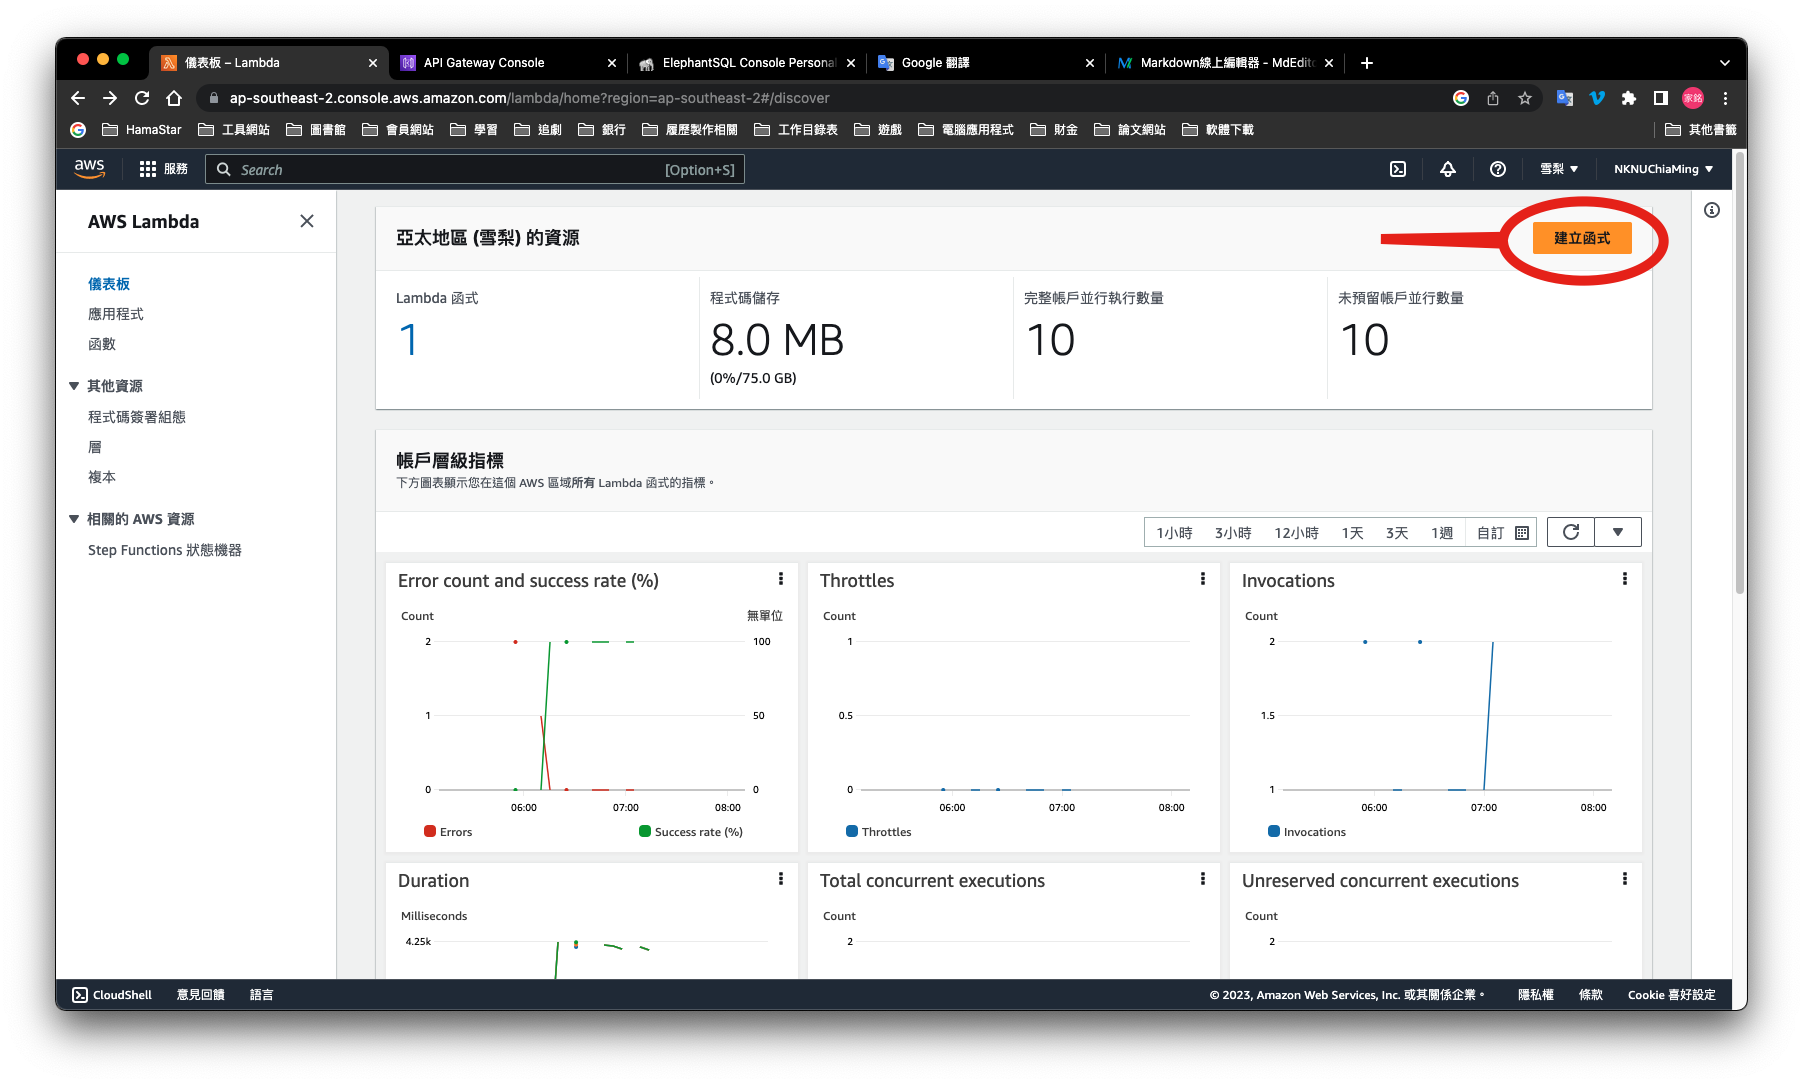 儀表板 – Lambda
API Gateway Console
ElephantSQL Console Persona
Google 翻譯
Markdown線上編輯器 - MdEdit
ap-southeast-2.console.aws.amazon.com/lambda/home?region=ap-southeast-2#/discover
家銘
HamaStar 工具網站 圖書館 會員網站 學習 追劇 銀行 履歷製作相關 工作目錄表 遊戲 電腦應用程式 財金 論文網站 軟體下載 其他書籤
aws 服務 Search [Option+S] 雪梨 NKNUChiaMing
AWS Lambda
儀表板
應用程式
函數
其他資源
程式碼簽署組態
層
複本
相關的 AWS 資源
Step Functions 狀態機器
亞太地區 (雪梨) 的資源
建立函式
Lambda 函式
1
程式碼儲存
8.0 MB
(0%/75.0 GB)
完整帳戶並行執行數量
10
未預留帳戶並行數量
10
帳戶層級指標
下方圖表顯示您在這個 AWS 區域所有 Lambda 函式的指標。
1小時 3小時 12小時 1天 3天 1週 自訂
Error count and success rate (%)
Count 無單位
2 100
1 50
0 0
06:00 07:00 08:00
Errors Success rate (%)
Throttles
Count
1
0.5
0
06:00 07:00 08:00
Throttles
Invocations
Count
2
1.5
1
06:00 07:00 08:00
Invocations
Duration
Milliseconds
4.25k
Total concurrent executions
Count
2
Unreserved concurrent executions
Count
2
CloudShell 意見回饋 語言 © 2023, Amazon Web Services, Inc. 或其關係企業。 隱私權 條款 Cookie 喜好設定